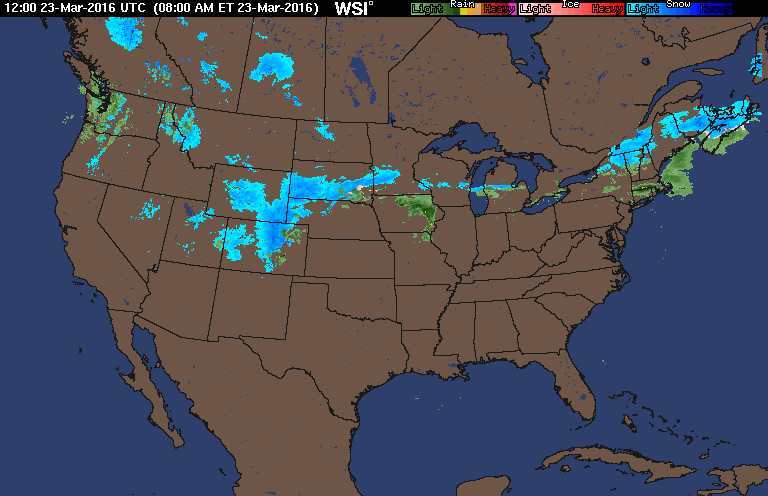 12:00 23-Mar-2016 UTC (08:00 AM ET 23-Mar-2016) WSI Light Rain Heavy Light Ice Heavy Light Snow Heavy